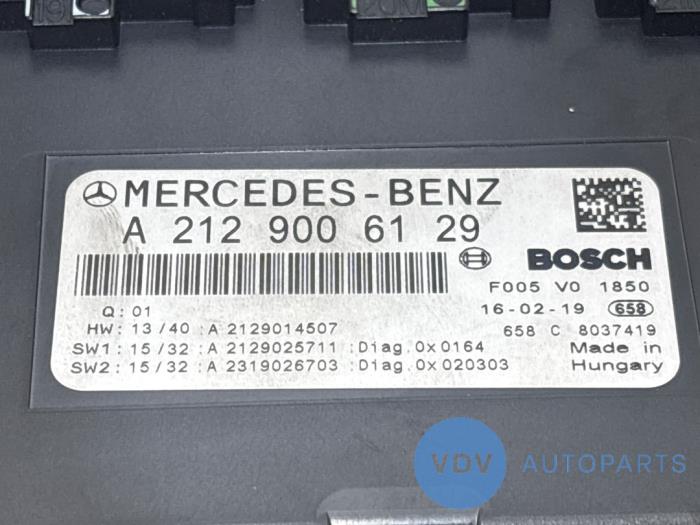 20M
MERCEDES-BENZ
A 212 900 61 29
BOSCH
F005 V0 1850
Q: 01
16-02-19 658
HW: 13/40 :A 2129014507
658 C 8037419
SW1: 15/32 :A 2129025711 :Diag.0x0164
Made in
SW2: 15/32 :A 2319026703 :Diag.0x020303
Hungary
VDV AUTOPARTS